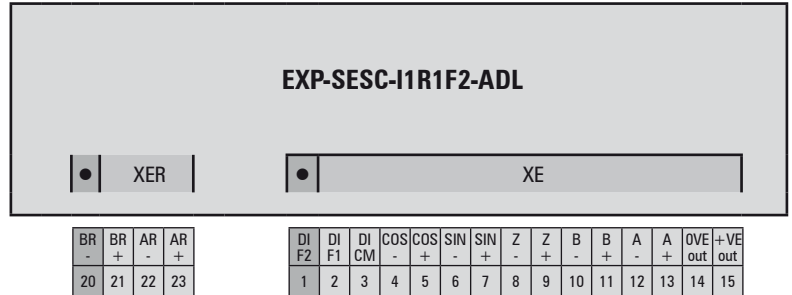 EXP-SESC-I1R1F2-ADL
XER XE
BR - BR + AR - AR + DI F2 DI F1 DI CM COS - COS + SIN - SIN + Z - Z + B - B + A - A + 0VE out +VE out
20 21 22 23 1 2 3 4 5 6 7 8 9 10 11 12 13 14 15